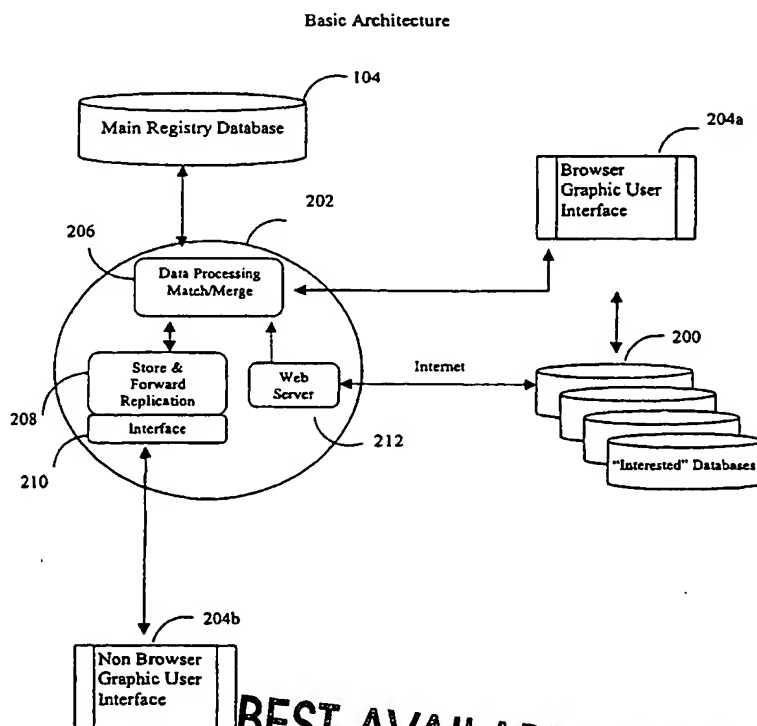 Basic Architecture
104
Main Registry Database
204a
Browser
Graphic User
Interface
202
206
Data Processing
Match/Merge
200
Store &
Forward
Replication
Web
Server
Internet
208
Interface
212
210
"Interested" Databases
204b
Non Browser
Graphic User
Interface
BEST